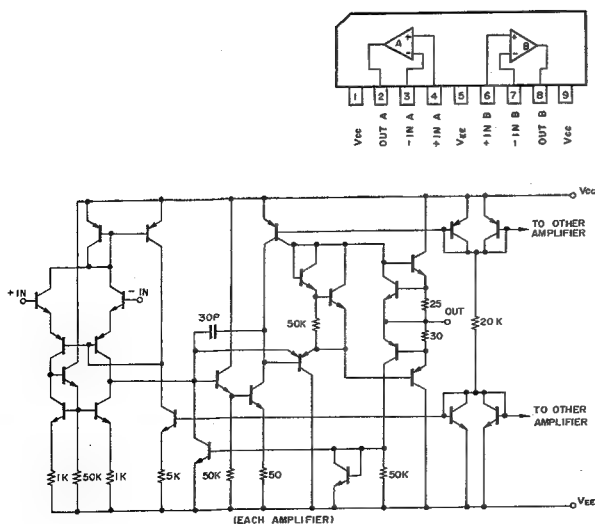 A
B
+
-
+
-
1 2 3 4 5 6 7 8 9
Vcc
OUT A
-IN A
+IN A
VEE
+IN B
-IN B
OUT B
Vcc
Vcc
TO OTHER
AMPLIFIER
+IN
-IN
30P
50K
25
OUT
30
20K
TO OTHER
AMPLIFIER
1K
50K
1K
5K
50K
50
50K
VEE
(EACH AMPLIFIER)